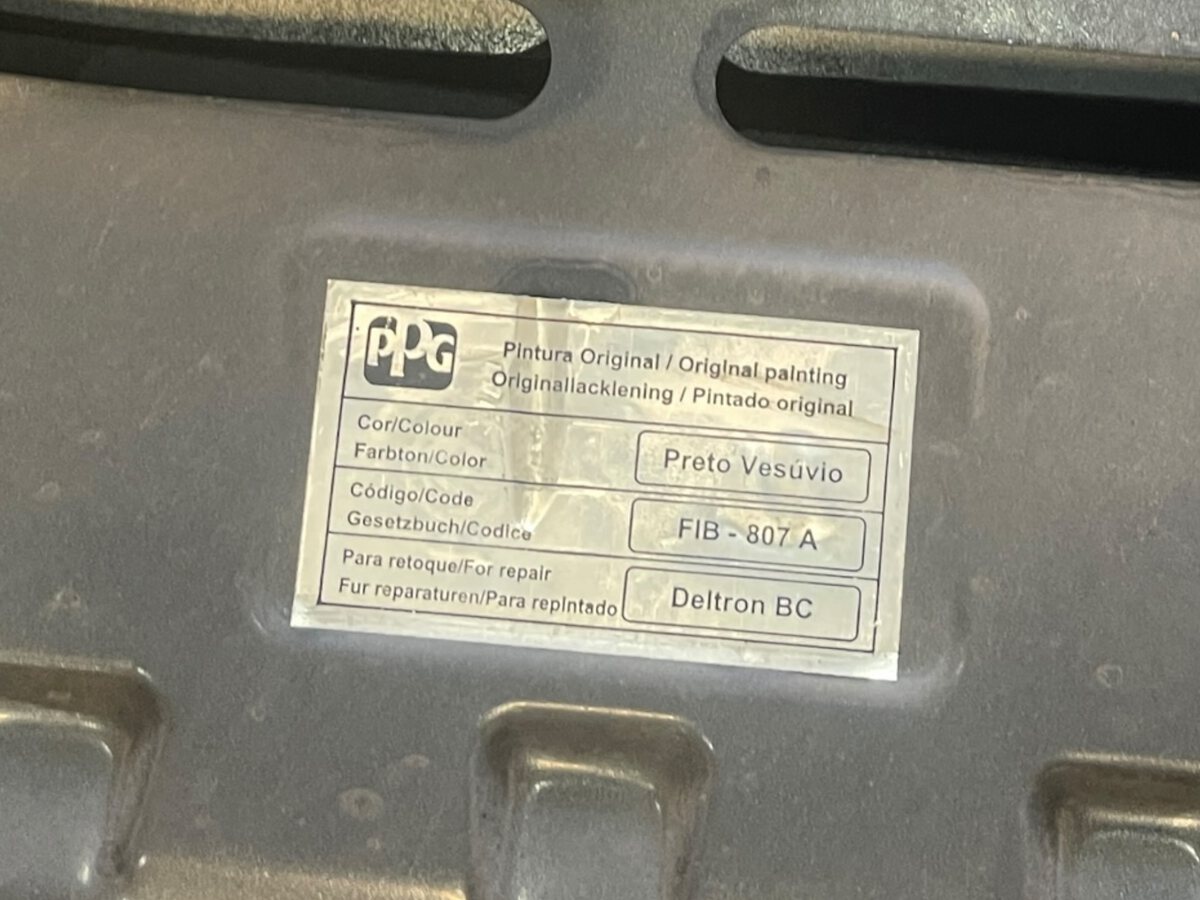 PPG
Pintura Original / Original painting
Originallacklening / Pintado original
Cor/Colour
Farbton/Color
Preto Vesúvio
Código/Code
Gesetzbuch/Codice
FIB - 807 A
Para retoque/For repair
Fur reparaturen/Para repintado
Deltron BC